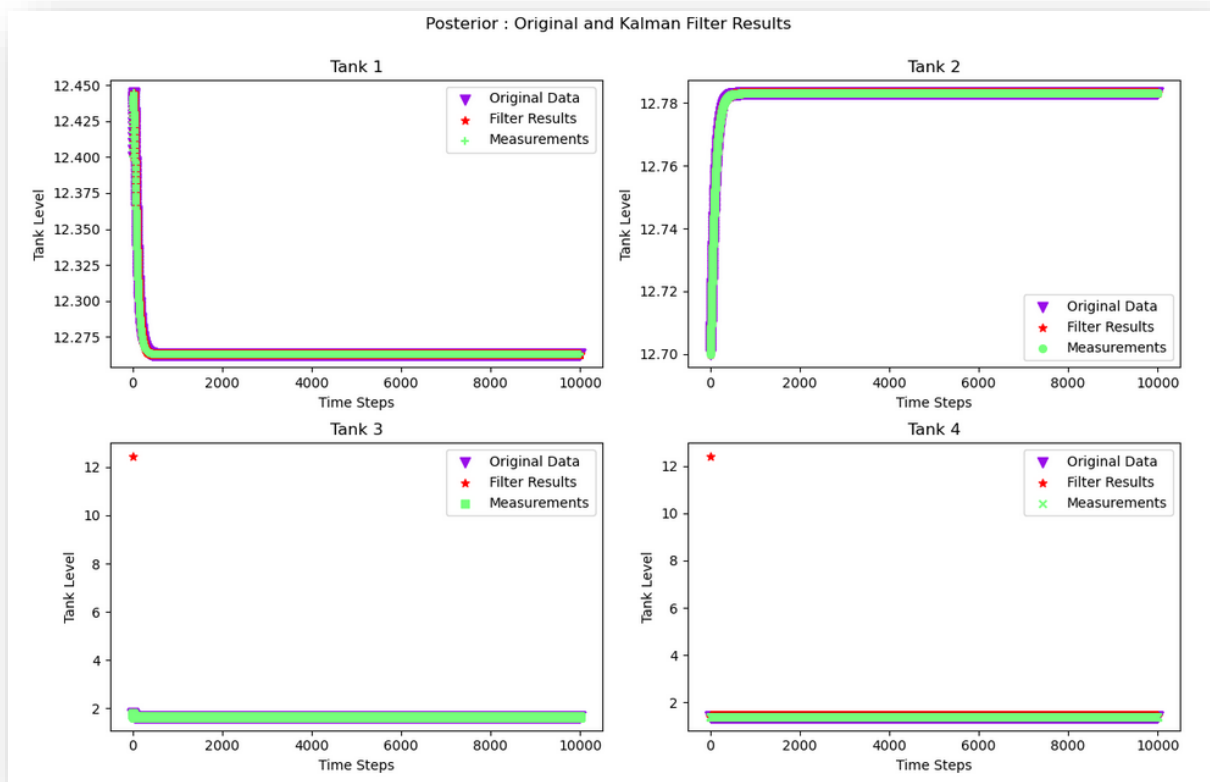 Posterior : Original and Kalman Filter Results
Tank 1
12.450
12.425
12.400
12.375
12.350
12.325
12.300
12.275
Tank Level
Original Data
Filter Results
Measurements
0 2000 4000 6000 8000 10000
Time Steps
Tank 2
12.78
12.76
12.74
12.72
12.70
Tank Level
Original Data
Filter Results
Measurements
0 2000 4000 6000 8000 10000
Time Steps
Tank 3
12
10
8
6
4
2
Tank Level
Original Data
Filter Results
Measurements
0 2000 4000 6000 8000 10000
Time Steps
Tank 4
12
10
8
6
4
2
Tank Level
Original Data
Filter Results
Measurements
0 2000 4000 6000 8000 10000
Time Steps